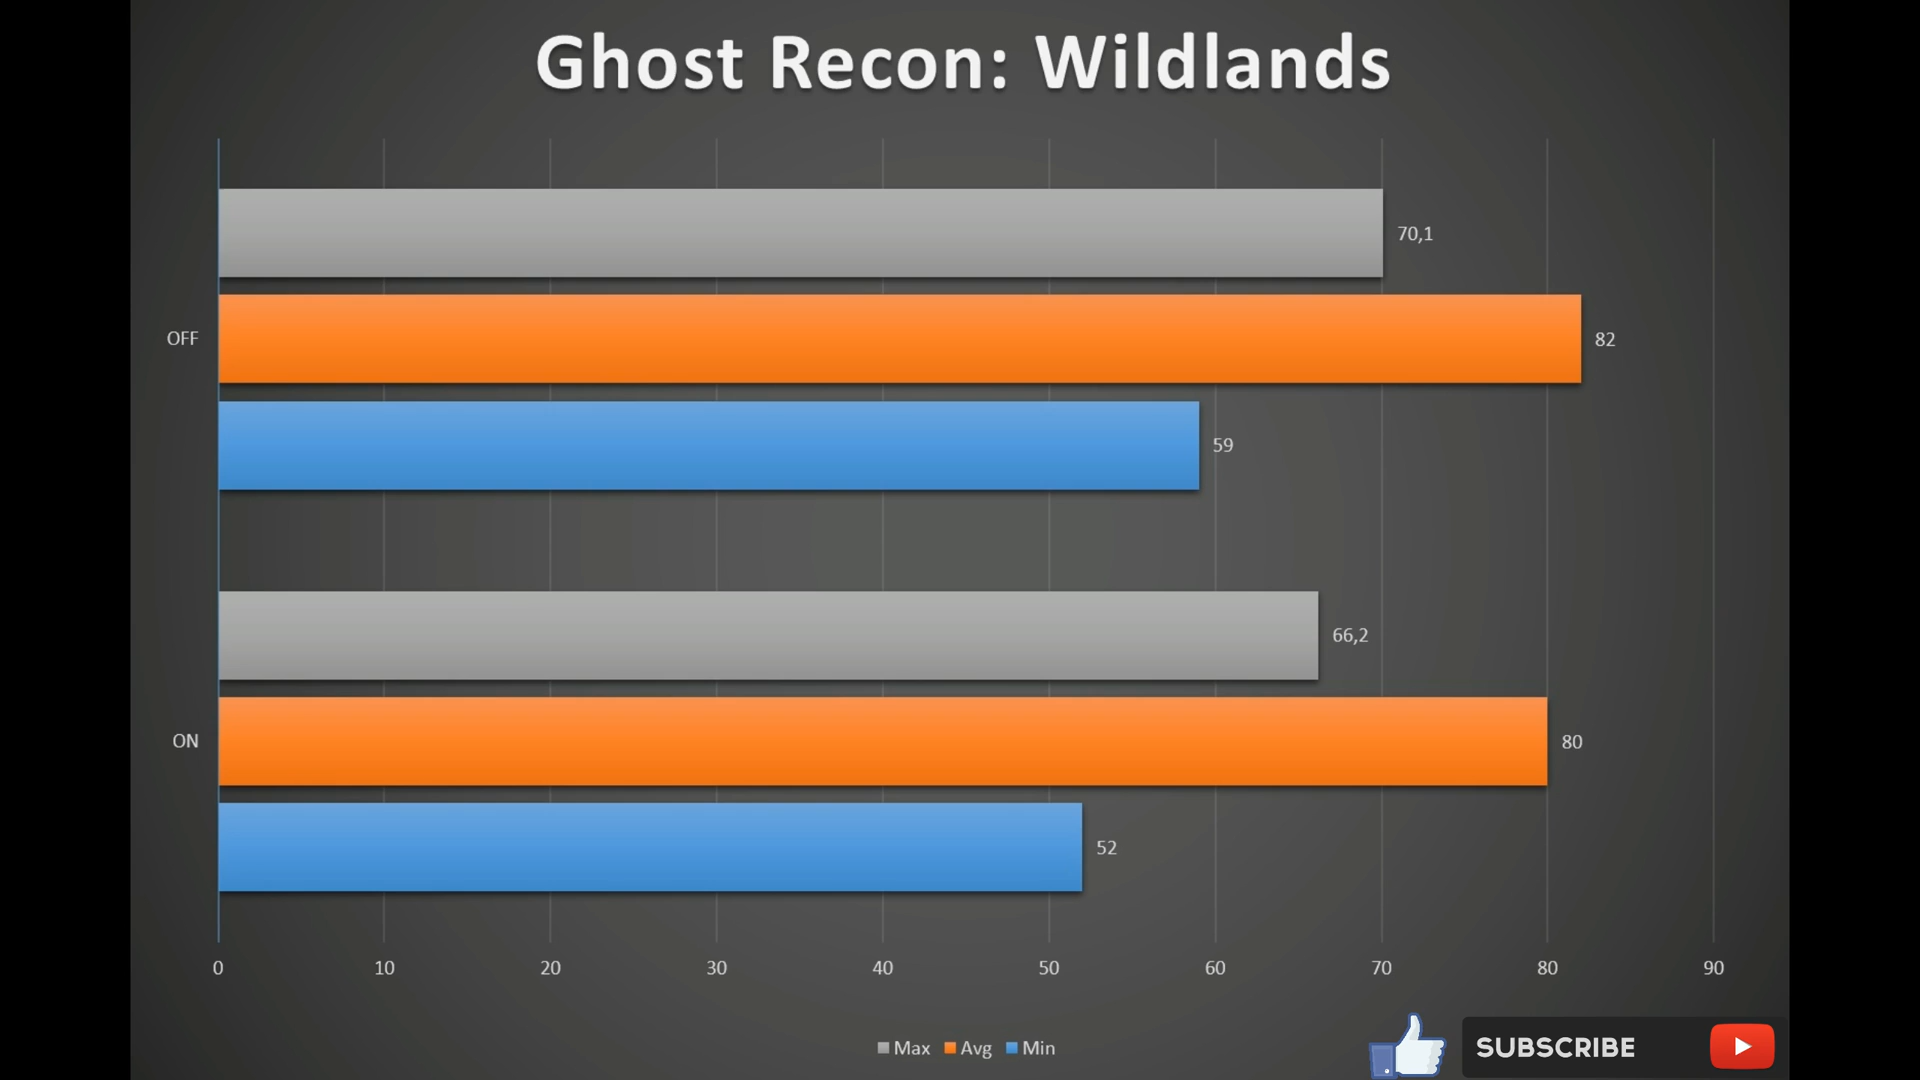 Ghost Recon: Wildlands
70,1
OFF
82
59
66,2
ON
80
52
0 10 20 30 40 50 60 70 80 90
Max Avg Min
SUBSCRIBE